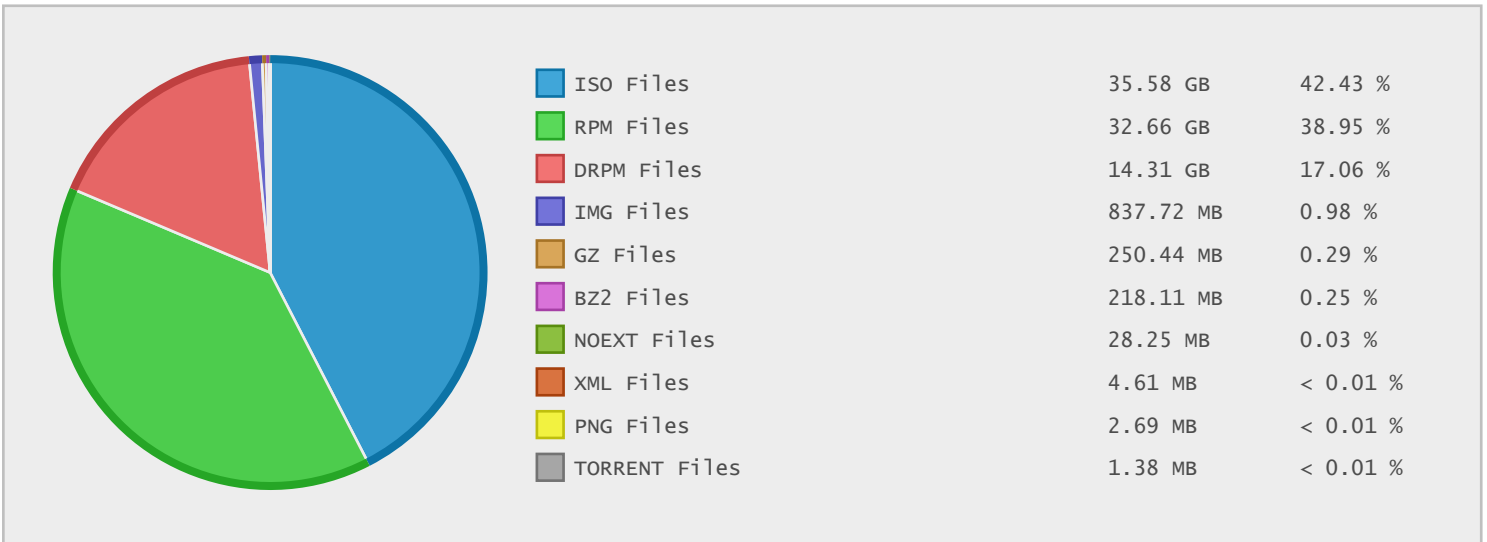 ISO Files 35.58 GB 42.43 %
RPM Files 32.66 GB 38.95 %
DRPM Files 14.31 GB 17.06 %
IMG Files 837.72 MB 0.98 %
GZ Files 250.44 MB 0.29 %
BZ2 Files 218.11 MB 0.25 %
NOEXT Files 28.25 MB 0.03 %
XML Files 4.61 MB < 0.01 %
PNG Files 2.69 MB < 0.01 %
TORRENT Files 1.38 MB < 0.01 %